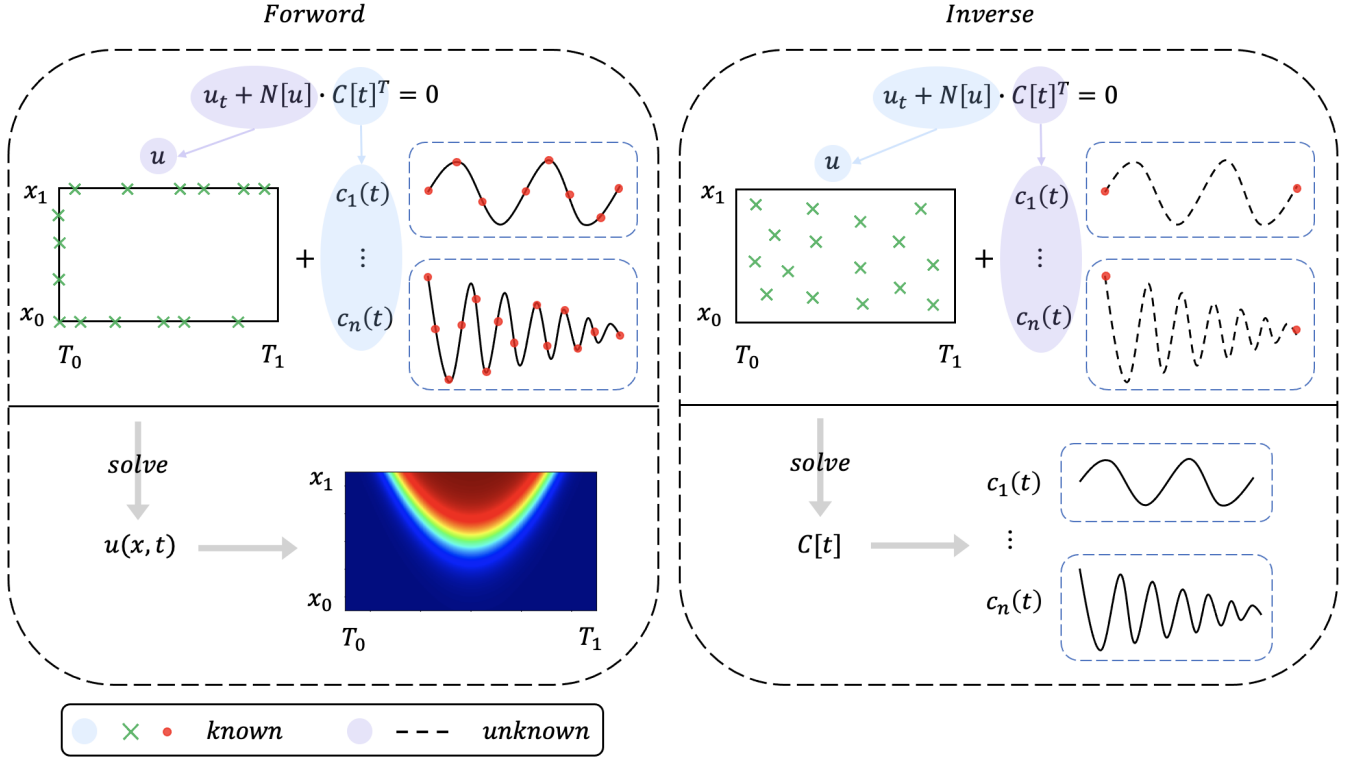 Forword
u_t + N[u] · C[t]^T = 0
u
x_1
x_0
T_0
T_1
+
c_1(t)
⋮
c_n(t)
solve
u(x, t)
x_1
x_0
T_0
T_1
Inverse
u_t + N[u] · C[t]^T = 0
u
x_1
x_0
T_0
T_1
+
c_1(t)
⋮
c_n(t)
solve
C[t]
c_1(t)
⋮
c_n(t)
known
unknown